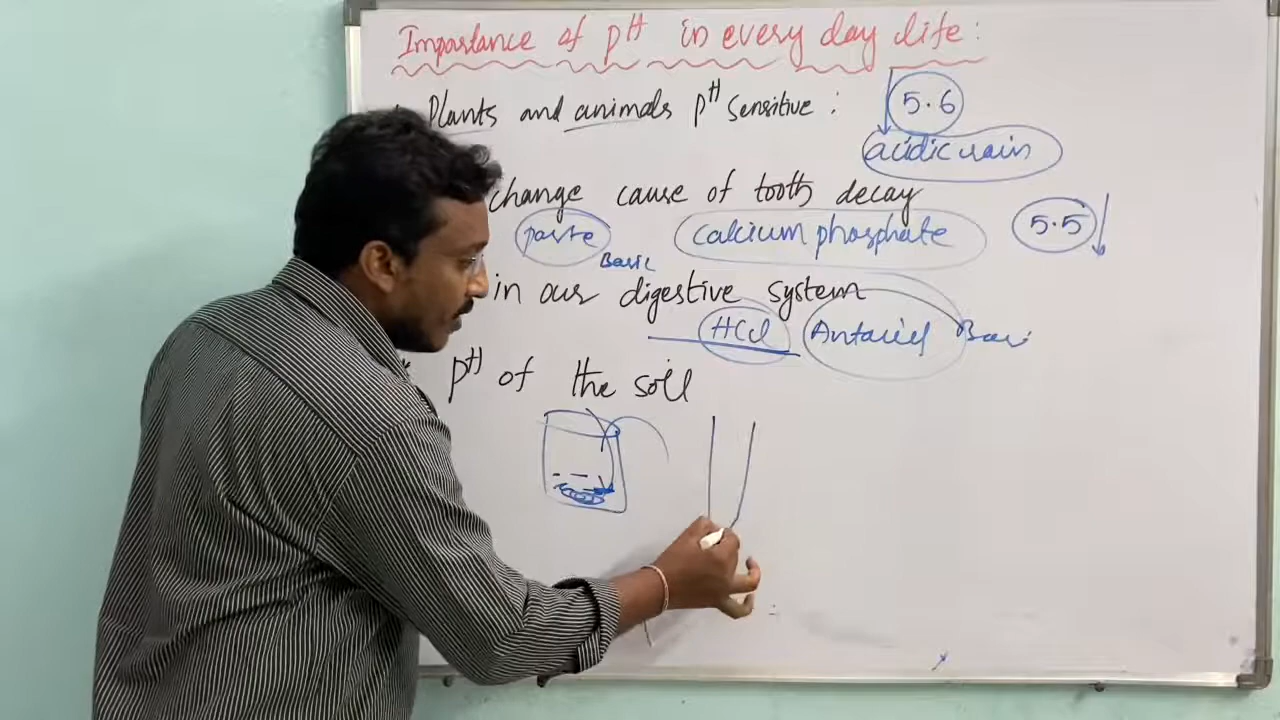 Importance of pH in every day life:
Plants and animals pH sensitive:
5.6
acidic rain
change cause of tooth decay
paste
Basic
calcium phosphate
5.5
in our digestive system
HCl
Antacid
* pH of the soil